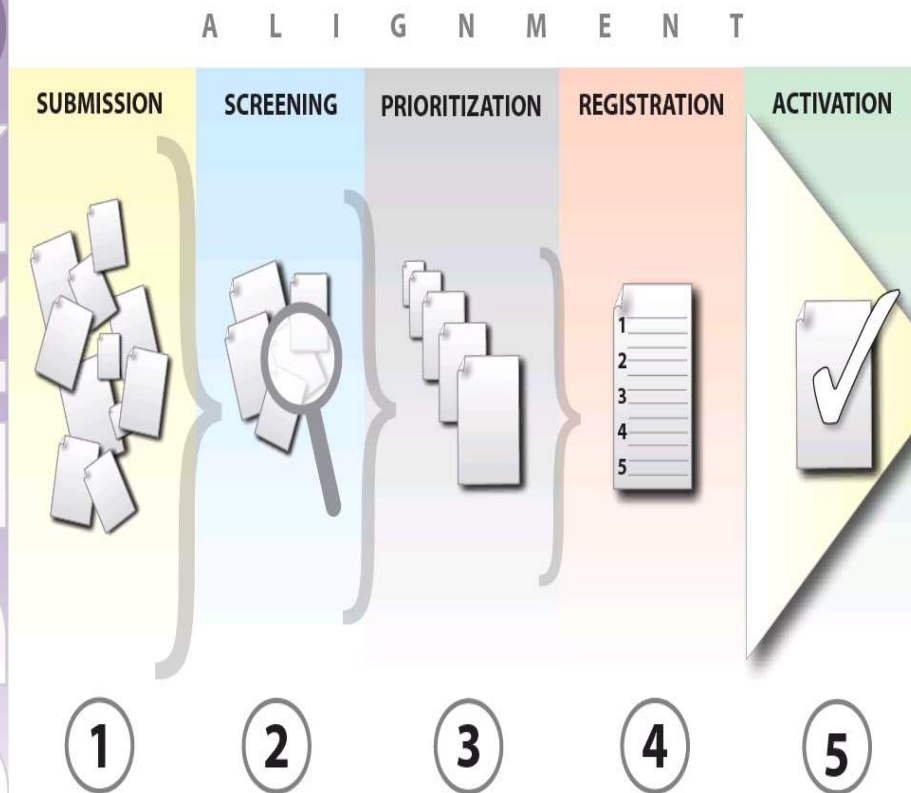 A L I G N M E N T
SUBMISSION SCREENING PRIORITIZATION REGISTRATION ACTIVATION
1
2
3
4
5
1 2 3 4 5